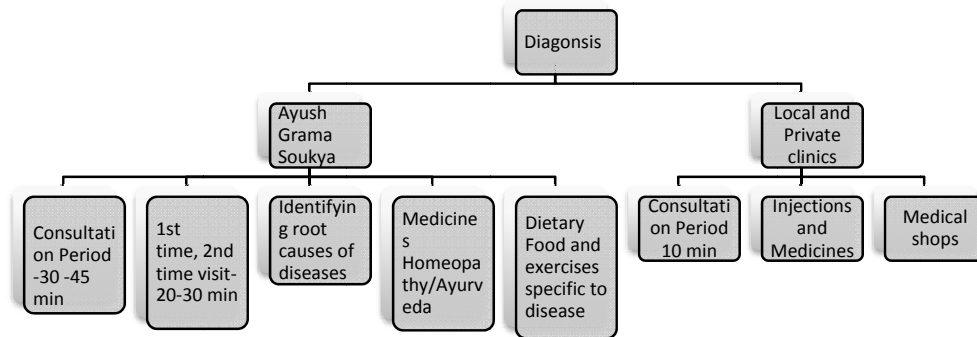 Diagonsis
Ayush
Grama
Soukya
Local and
Private
clinics
Consultati
on Period
-30 -45
min
1st
time, 2nd
time visit-
20-30 min
Identifyin
g root
causes of
diseases
Medicine
s
Homeopa
thy/Ayurv
eda
Dietary
Food and
exercises
specific to
disease
Consultati
on Period
10 min
Injections
and
Medicines
Medical
shops